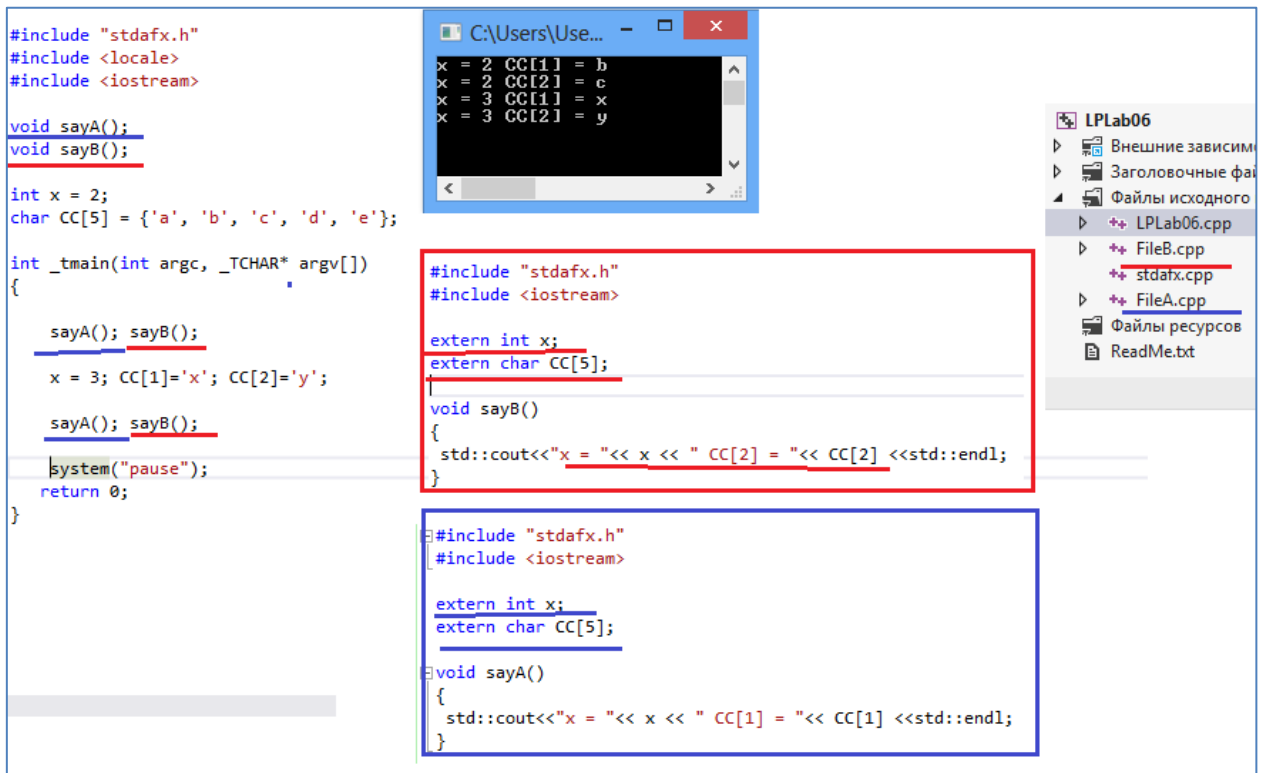 #include "stdafx.h"
#include <locale>
#include <iostream>
void sayA();
void sayB();
int x = 2;
char CC[5] = {'a', 'b', 'c', 'd', 'e'};
int _tmain(int argc, _TCHAR* argv[])
{
sayA(); sayB();
x = 3; CC[1]='x'; CC[2]='y';
sayA(); sayB();
system("pause");
return 0;
}
C:\Users\Use...
x = 2 CC[1] = b
x = 2 CC[2] = c
x = 3 CC[1] = x
x = 3 CC[2] = y
#include "stdafx.h"
#include <iostream>
extern int x;
extern char CC[5];
void sayB()
{
std::cout<<"x = "<< x << " CC[2] = "<< CC[2] <<std::endl;
}
#include "stdafx.h"
#include <iostream>
extern int x;
extern char CC[5];
void sayA()
{
std::cout<<"x = "<< x << " CC[1] = "<< CC[1] <<std::endl;
}
LPLab06
Внешние зависим
Заголовочные фай
Файлы исходного
LPLab06.cpp
FileB.cpp
stdafx.cpp
FileA.cpp
Файлы ресурсов
ReadMe.txt